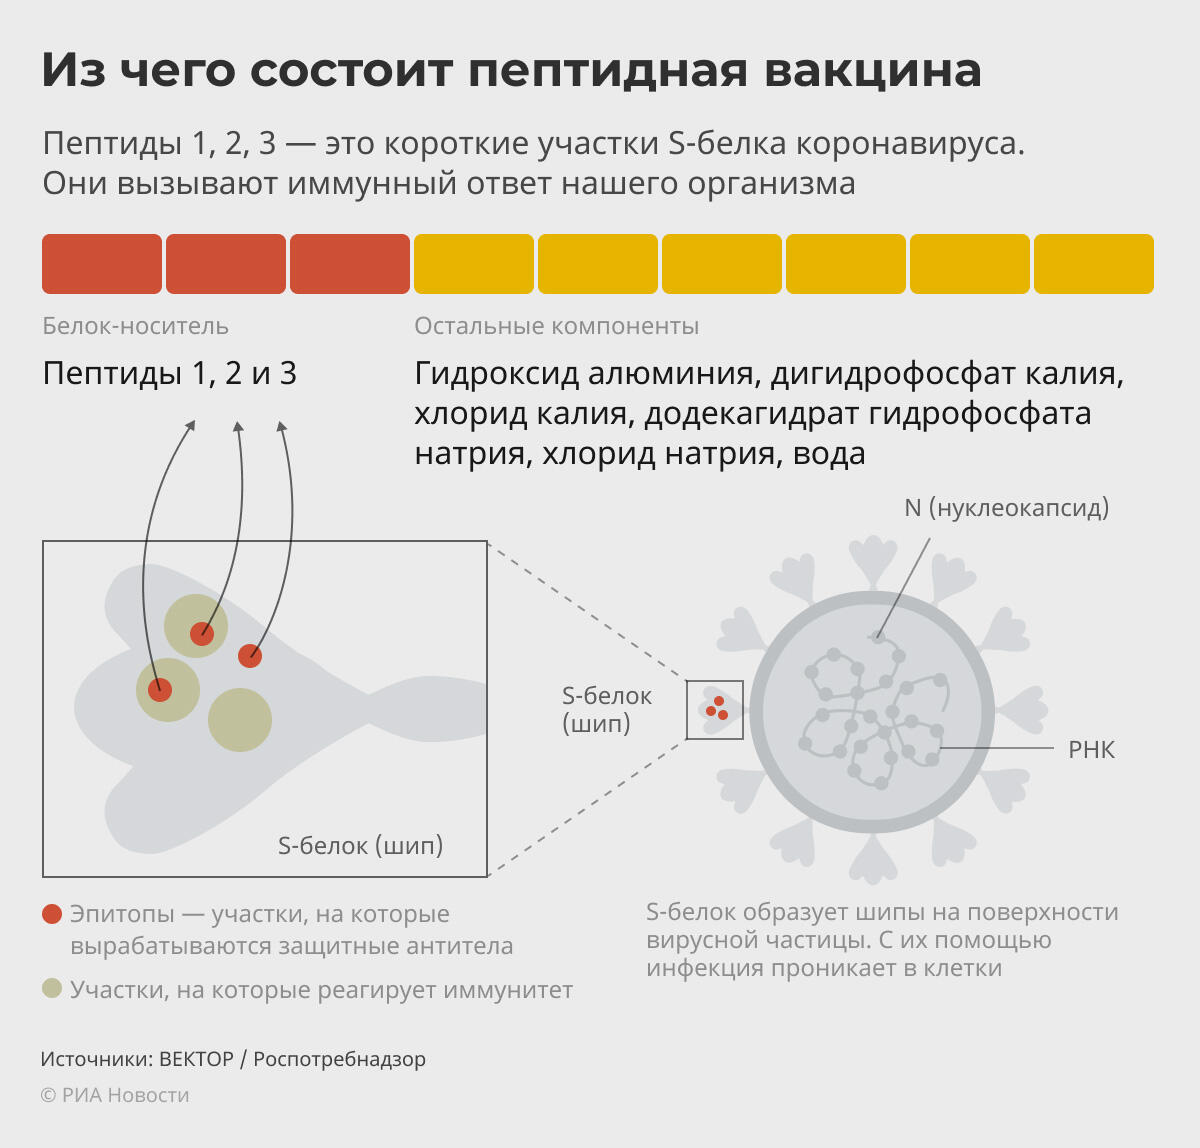 Из чего состоит пептидная вакцина
Пептиды 1, 2, 3 — это короткие участки S-белка коронавируса.
Они вызывают иммунный ответ нашего организма
Белок-носитель
Пептиды 1, 2 и 3
Остальные компоненты
Гидроксид алюминия, дигидрофосфат калия,
хлорид калия, додекагидрат гидрофосфата
натрия, хлорид натрия, вода
N (нуклеокапсид)
S-белок
(шип)
РНК
S-белок (шип)
Эпитопы — участки, на которые
вырабатываются защитные антитела
Участки, на которые реагирует иммунитет
S-белок образует шипы на поверхности
вирусной частицы. С их помощью
инфекция проникает в клетки
Источники: ВЕКТОР / Роспотребнадзор
© РИА Новости